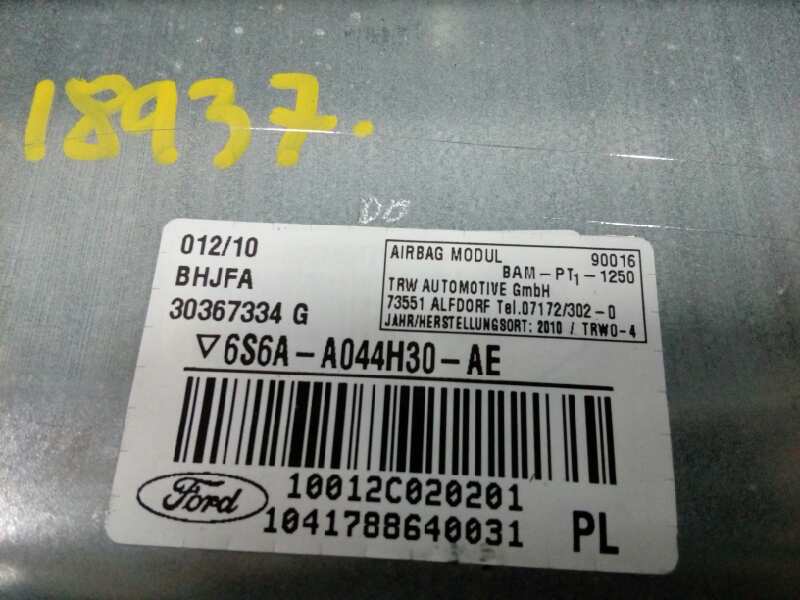 18937.
DO
012/10
BHJFA
30367334 G
AIRBAG MODUL 90016
BAM-PT1-1250
TRW AUTOMOTIVE GmbH
73551 ALFDORF Tel.07172/302-0
JAHR/HERSTELLUNGSORT: 2010 / TRWO-4
▽6S6A-A044H30-AE
Ford
10012C020201
1041788640031
PL